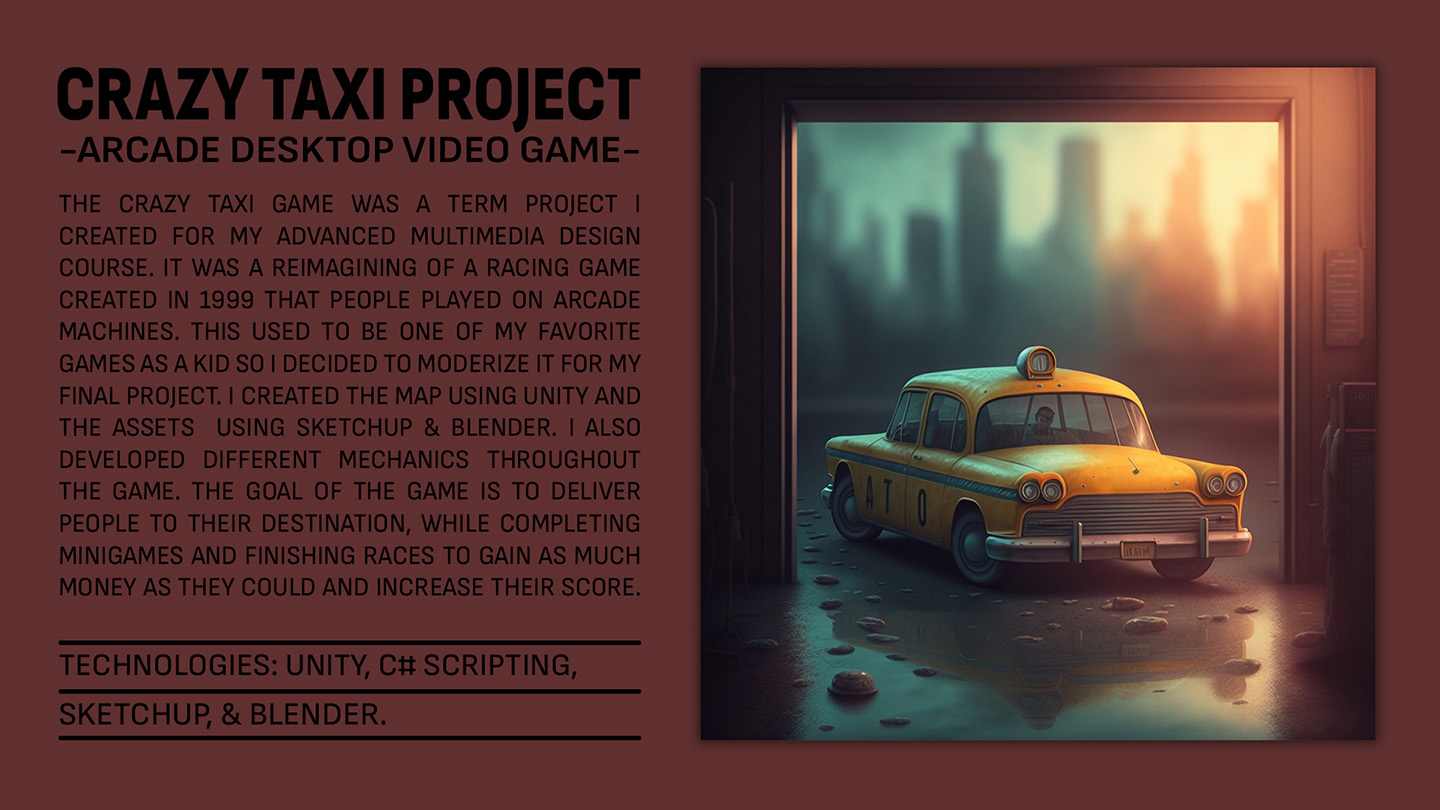 CRAZY TAXI PROJECT
-ARCADE DESKTOP VIDEO GAME-
THE CRAZY TAXI GAME WAS A TERM PROJECT I
CREATED FOR MY ADVANCED MULTIMEDIA DESIGN
COURSE. IT WAS A REIMAGINING OF A RACING GAME
CREATED IN 1999 THAT PEOPLE PLAYED ON ARCADE
MACHINES. THIS USED TO BE ONE OF MY FAVORITE
GAMES AS A KID SO I DECIDED TO MODERIZE IT FOR MY
FINAL PROJECT. I CREATED THE MAP USING UNITY AND
THE ASSETS USING SKETCHUP & BLENDER. I ALSO
DEVELOPED DIFFERENT MECHANICS THROUGHOUT
THE GAME. THE GOAL OF THE GAME IS TO DELIVER
PEOPLE TO THEIR DESTINATION, WHILE COMPLETING
MINIGAMES AND FINISHING RACES TO GAIN AS MUCH
MONEY AS THEY COULD AND INCREASE THEIR SCORE.
TECHNOLOGIES: UNITY, C# SCRIPTING,
SKETCHUP, & BLENDER.
ATO